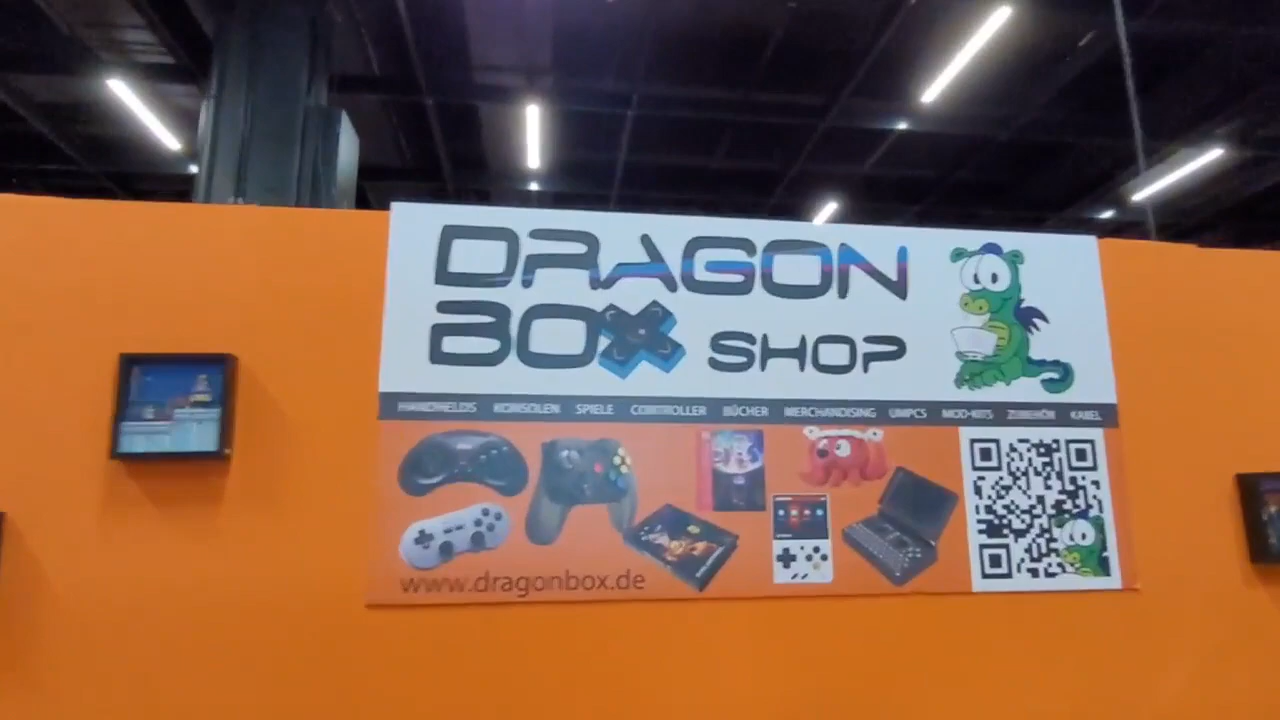 DRAGON
BOX SHOP
HANDHELDS KONSOLEN SPIELE CONTROLLER BÜCHER MERCHANDISING UMPCS MOD-KITS ZUBEHÖR KABEL
www.dragonbox.de